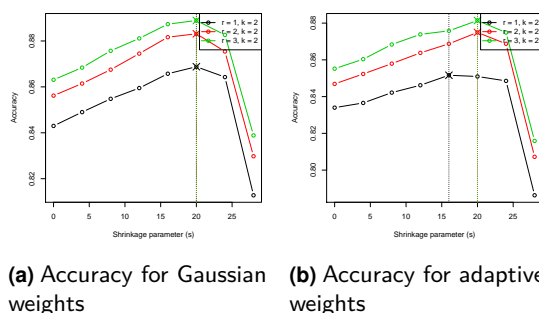 r = 1, k = 2
r = 2, k = 2
r = 3, k = 2
Accuracy
0.88
0.86
0.84
0.82
0 5 10 15 20 25
Shrinkage parameter (s)
r = 1, k = 2
r = 2, k = 2
r = 3, k = 2
Accuracy
0.88
0.86
0.84
0.82
0.80
0 5 10 15 20 25
Shrinkage parameter (s)
(a) Accuracy for Gaussian
weights
(b) Accuracy for adaptive
weights